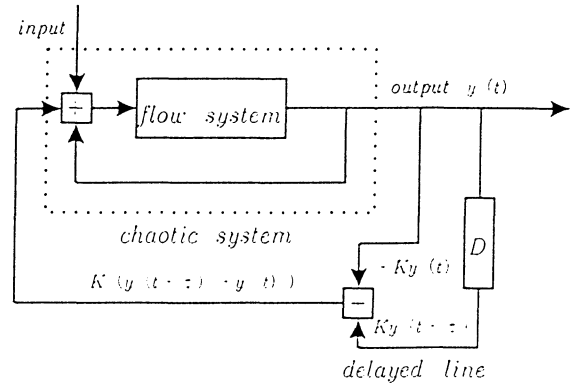 input
output y (t)
flow system
chaotic system
D
- Ky (t)
K (y (t - τ) - y (t))
Ky (t - τ)
delayed line